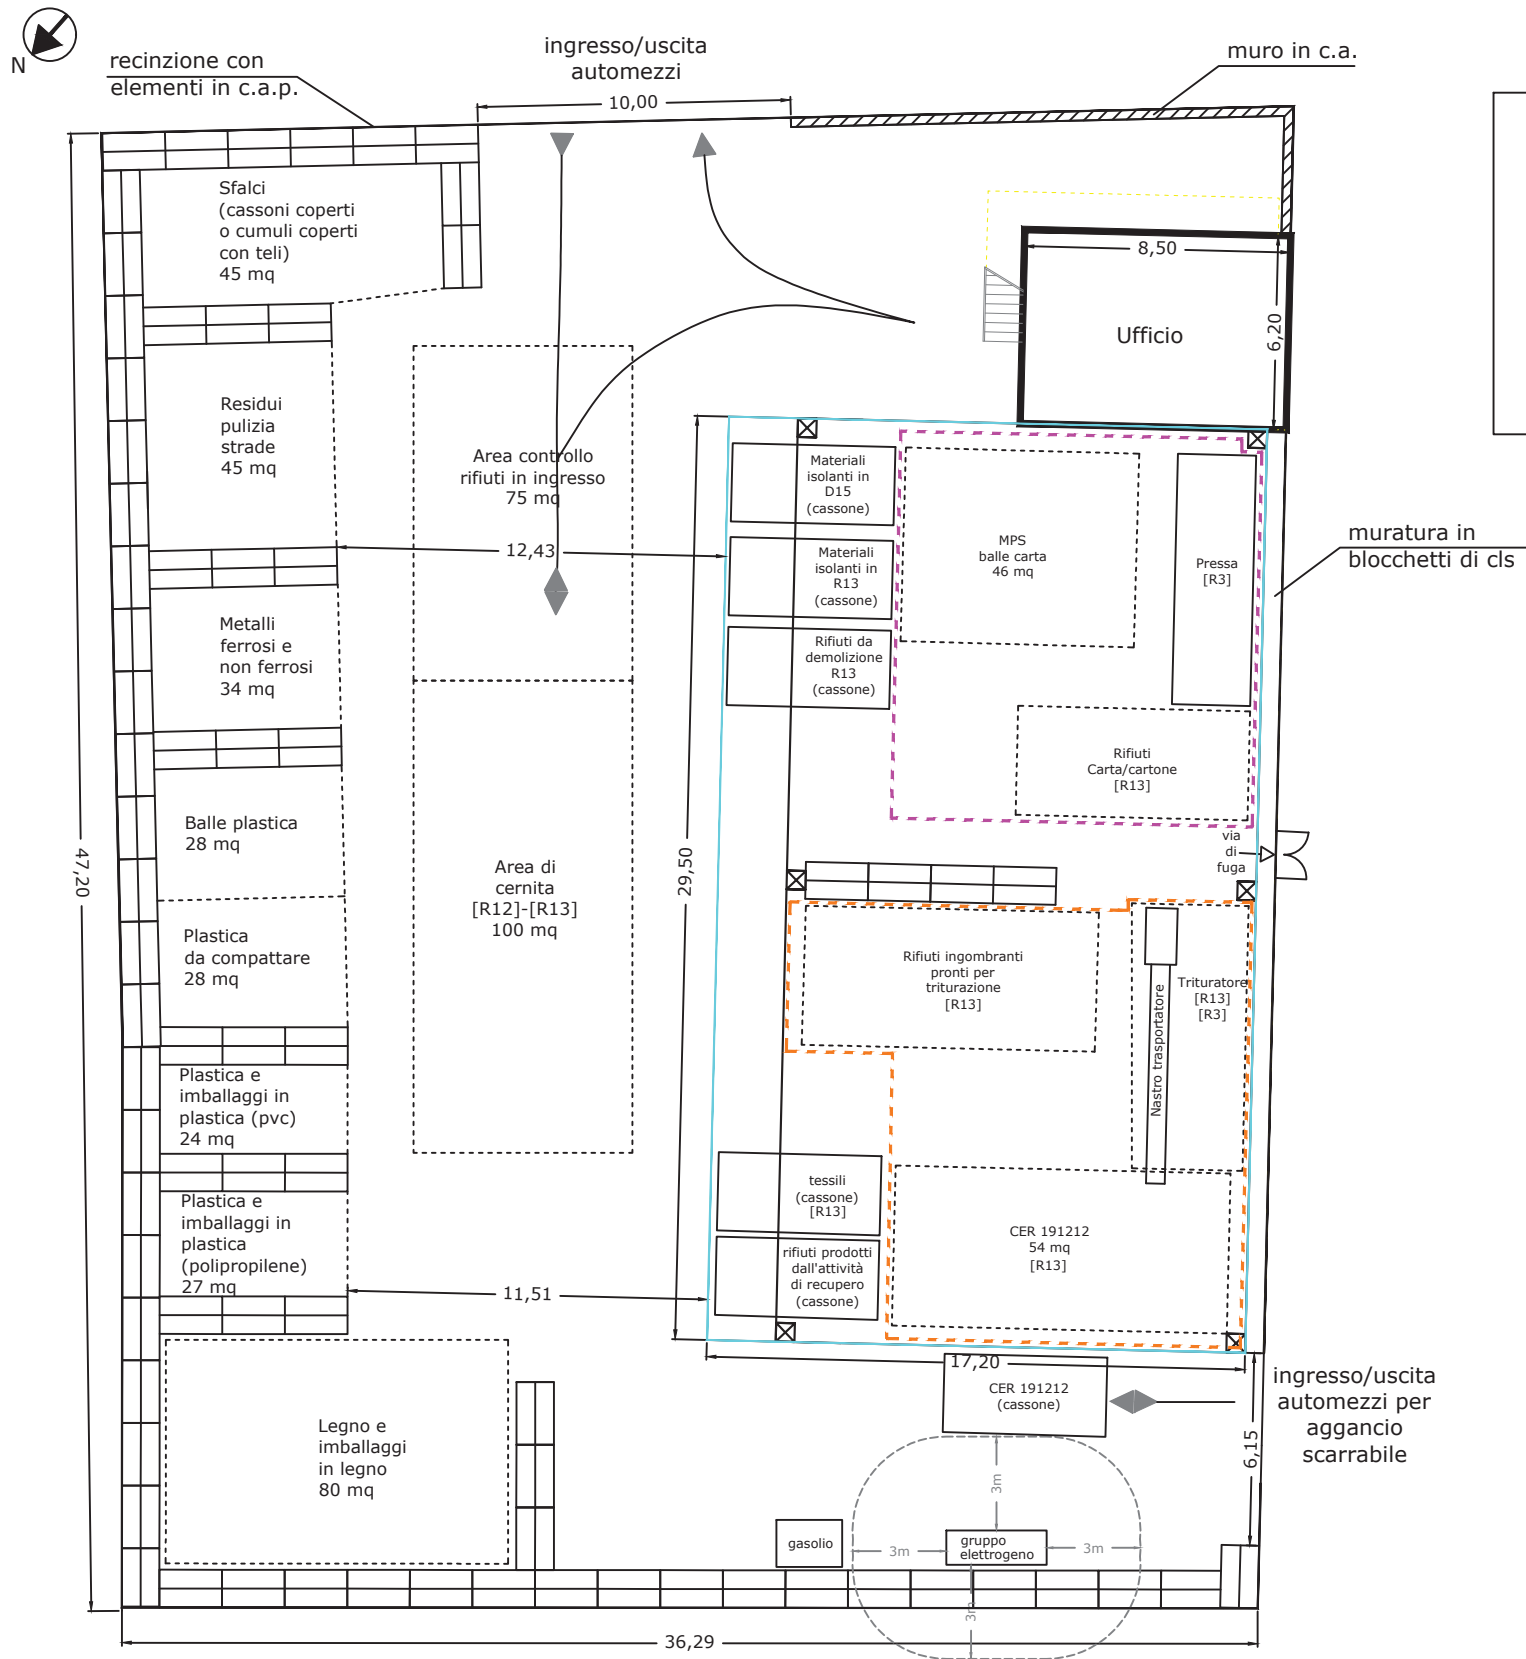 N
recinzione con
elementi in c.a.p.
ingresso/uscita
automezzi
10,00
muro in c.a.
Sfalci
(cassoni coperti
o cumuli coperti
con teli)
45 mq
8,50
6,20
Ufficio
Residui
pulizia
strade
45 mq
Area controllo
rifiuti in ingresso
75 mq
12,43
Materiali
isolanti in
D15
(cassone)
Materiali
isolanti in
R13
(cassone)
Rifiuti da
demolizione
R13
(cassone)
MPS
balle carta
46 mq
Pressa
[R3]
muratura in
blocchetti di cls
Metalli
ferrosi e
non ferrosi
34 mq
Rifiuti
Carta/cartone
[R13]
via
di
fuga
Balle plastica
28 mq
47,20
29,50
Area di
cernita
[R12]-[R13]
100 mq
Plastica
da compattare
28 mq
Rifiuti ingombranti
pronti per
triturazione
[R13]
Trituratore
[R13]
[R3]
Nastro trasportatore
Plastica e
imballaggi in
plastica (pvc)
24 mq
Plastica e
imballaggi in
plastica
(polipropilene)
27 mq
tessili
(cassone)
[R13]
rifiuti prodotti
dall'attività
di recupero
(cassone)
CER 191212
54 mq
[R13]
11,51
17,20
CER 191212
(cassone)
ingresso/uscita
automezzi per
aggancio
scarrabile
6,15
Legno e
imballaggi
in legno
80 mq
3m
gasolio
3m
gruppo
elettrogeno
3m
3m
36,29